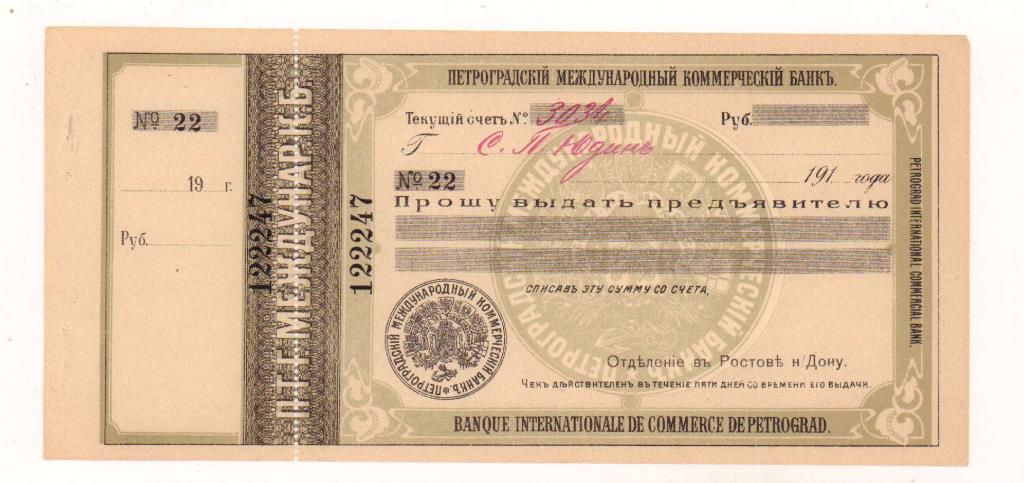 № 22
19 г.
Руб.
122247
ПЕТ. МЕЖДУНАР. К. Б.
122247
ПЕТРОГРАДСКІЙ МЕЖДУНАРОДНЫЙ КОММЕРЧЕСКІЙ БАНКЪ.
Текущій счетъ №. 3034
Руб.
Г С. П. Юдинъ
№ 22
191 года
Прошу выдать предъявителю
СПИСАВЪ ЭТУ СУММУ СО СЧЕТА,
ПЕТРОГРАДСКІЙ МЕЖДУНАРОДНЫЙ КОММЕРЧЕСКІЙ БАНКЪ.
Отдѣленіе въ Ростовѣ н/Дону.
ЧЕКЪ ДѢЙСТВИТЕЛЕНЪ ВЪ ТЕЧЕНІЕ ПЯТИ ДНЕЙ СО ВРЕМЕНИ ЕГО ВЫДАЧИ.
BANQUE INTERNATIONALE DE COMMERCE DE PETROGRAD.
PETROGRAD INTERNATIONAL COMMERCIAL BANK.